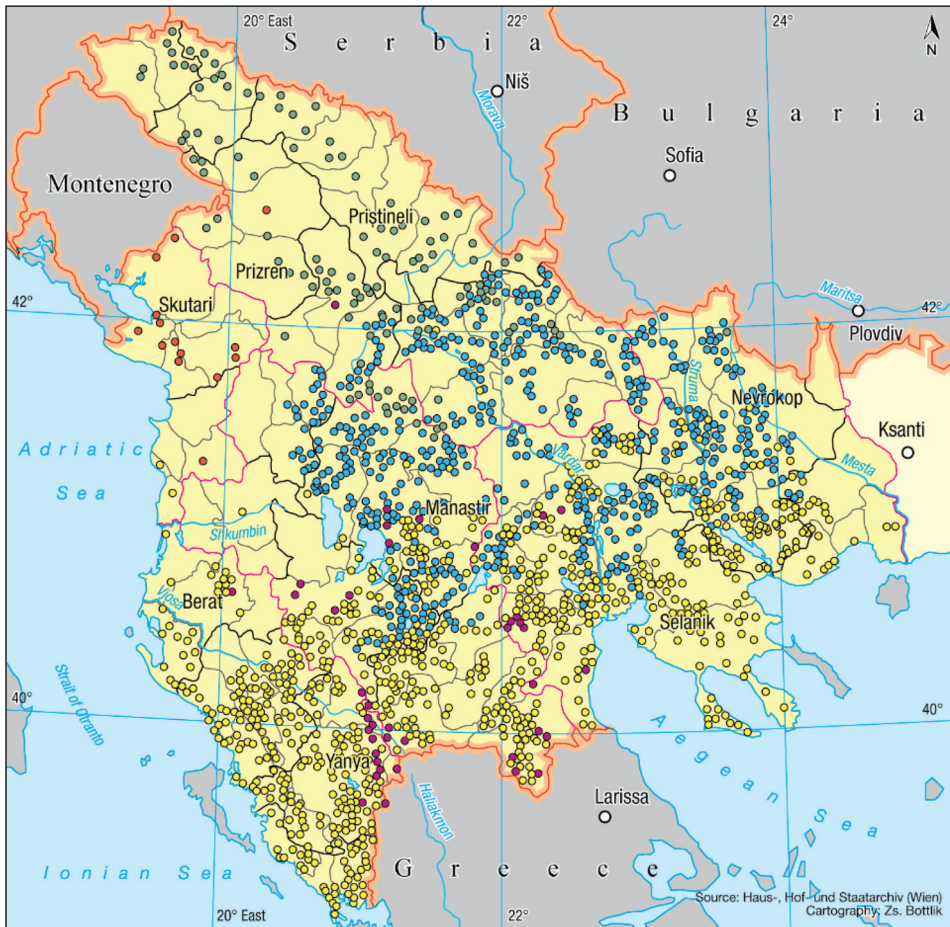 20° East
22°
24°
N
Serbia
Niš
Morava
Bulgaria
Sofia
Montenegro
Pristineli
Prizren
Skutari
42°
Maritsa
42°
Plovdiv
Struma
Nevrokop
Ksanti
Adriatic
Sea
Vardar
Mesta
Manastir
Shkumbin
Vjosa
Berat
Selanik
Strait of Otranto
40°
40°
Aegean Sea
Yanya
Haliakmon
Larissa
Ionian Sea
Greece
20° East
22°
Source: Haus-, Hof- und Staatarchiv (Wien)
Cartography: Zs. Bottlik